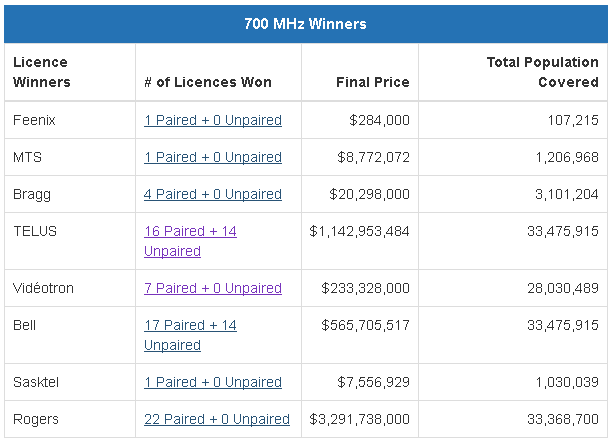 700 MHz Winners
Licence Winners | # of Licences Won | Final Price | Total Population Covered
Feenix | 1 Paired + 0 Unpaired | $284,000 | 107,215
MTS | 1 Paired + 0 Unpaired | $8,772,072 | 1,206,968
Bragg | 4 Paired + 0 Unpaired | $20,298,000 | 3,101,204
TELUS | 16 Paired + 14 Unpaired | $1,142,953,484 | 33,475,915
Vidéotron | 7 Paired + 0 Unpaired | $233,328,000 | 28,030,489
Bell | 17 Paired + 14 Unpaired | $565,705,517 | 33,475,915
Sasktel | 1 Paired + 0 Unpaired | $7,556,929 | 1,030,039
Rogers | 22 Paired + 0 Unpaired | $3,291,738,000 | 33,368,700